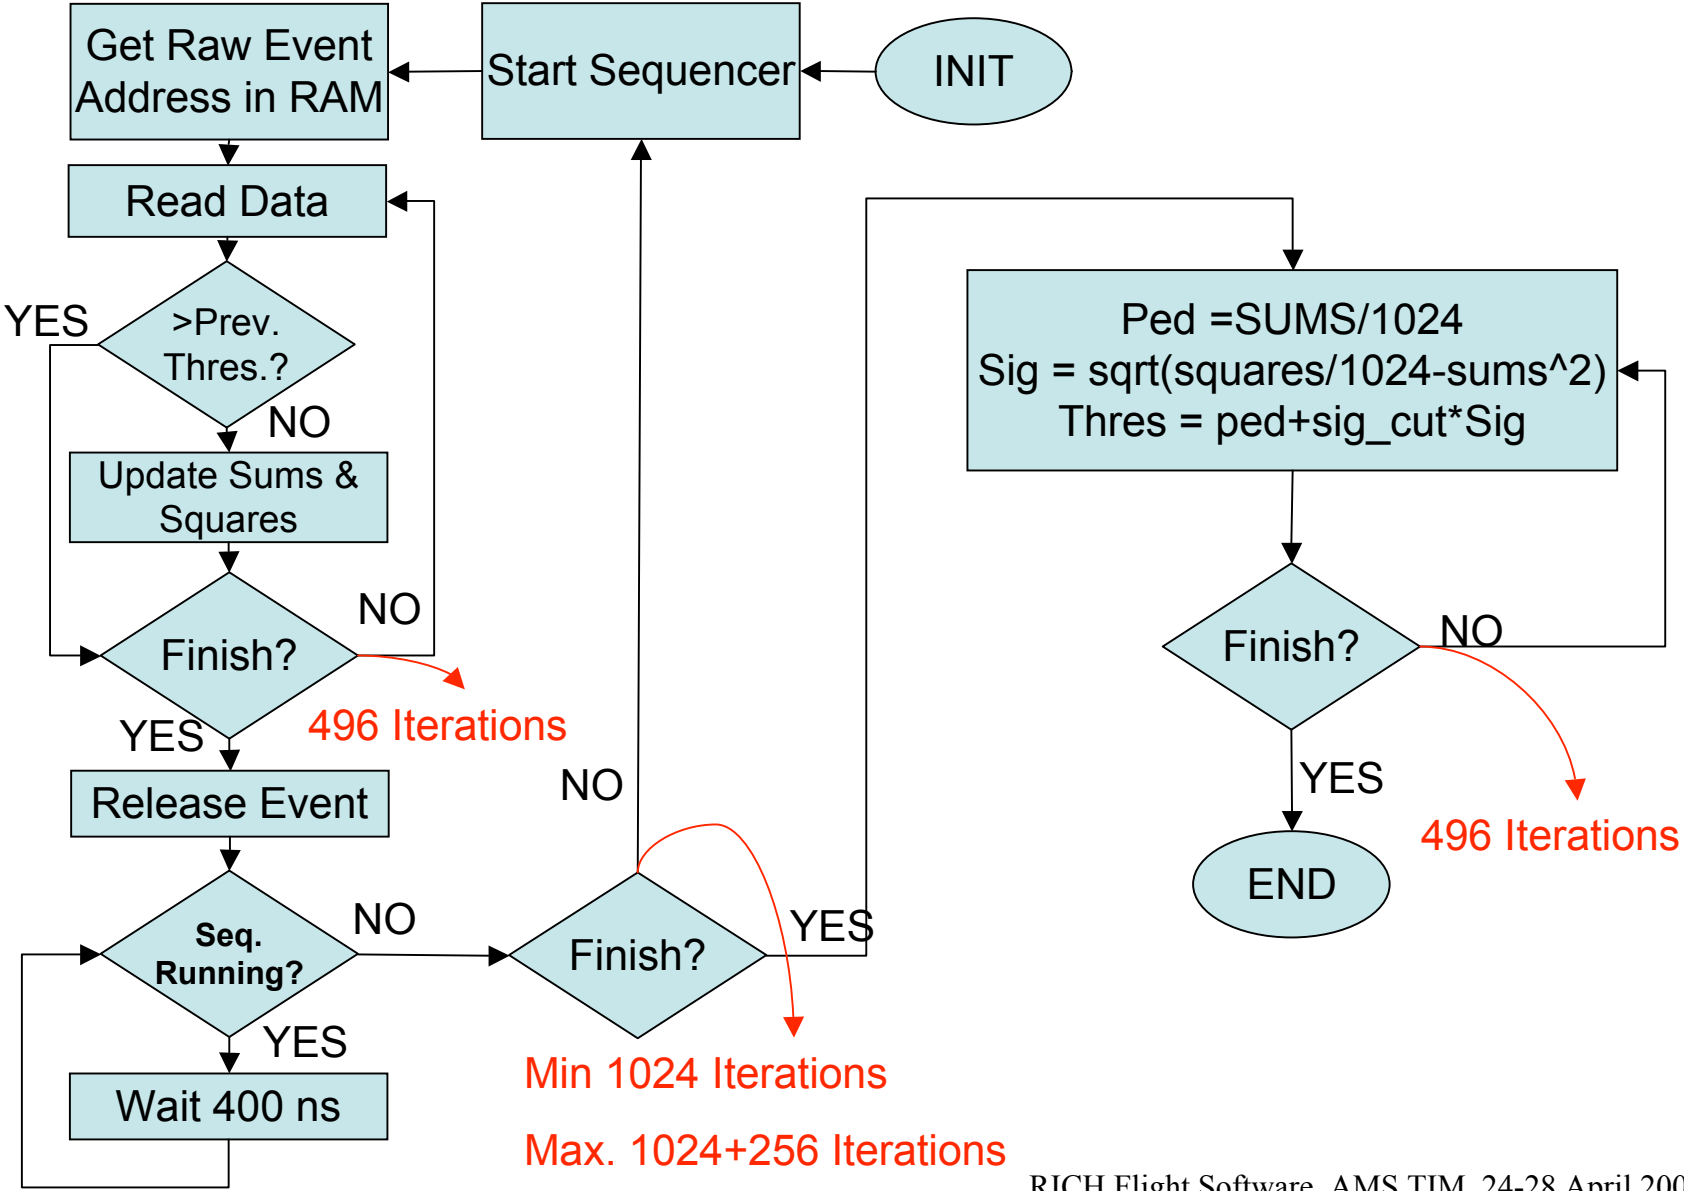 Get Raw Event
Address in RAM
Start Sequencer
INIT
Read Data
YES
>Prev.
Thres.?
NO
Update Sums &
Squares
NO
Finish?
496 Iterations
YES
Release Event
NO
Seq.
Running?
YES
Wait 400 ns
NO
Finish?
YES
Min 1024 Iterations
Max. 1024+256 Iterations
Ped =SUMS/1024
Sig = sqrt(squares/1024-sums^2)
Thres = ped+sig_cut*Sig
Finish?
NO
YES
496 Iterations
END
RICH Flight Software, AMS TIM, 24-28 April